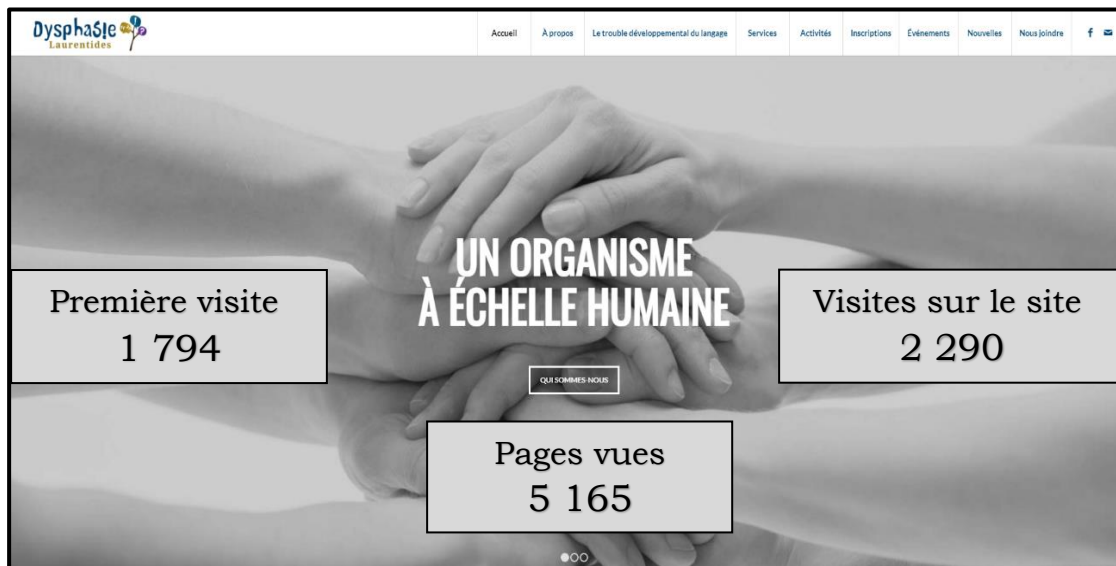 Dysphasie
Laurentides
Accueil À propos Le trouble développemental du langage Services Activités Inscriptions Événements Nouvelles Nous joindre
UN ORGANISME
À ÉCHELLE HUMAINE
Première visite
1 794
Visites sur le site
2 290
QUI SOMMES-NOUS
Pages vues
5 165